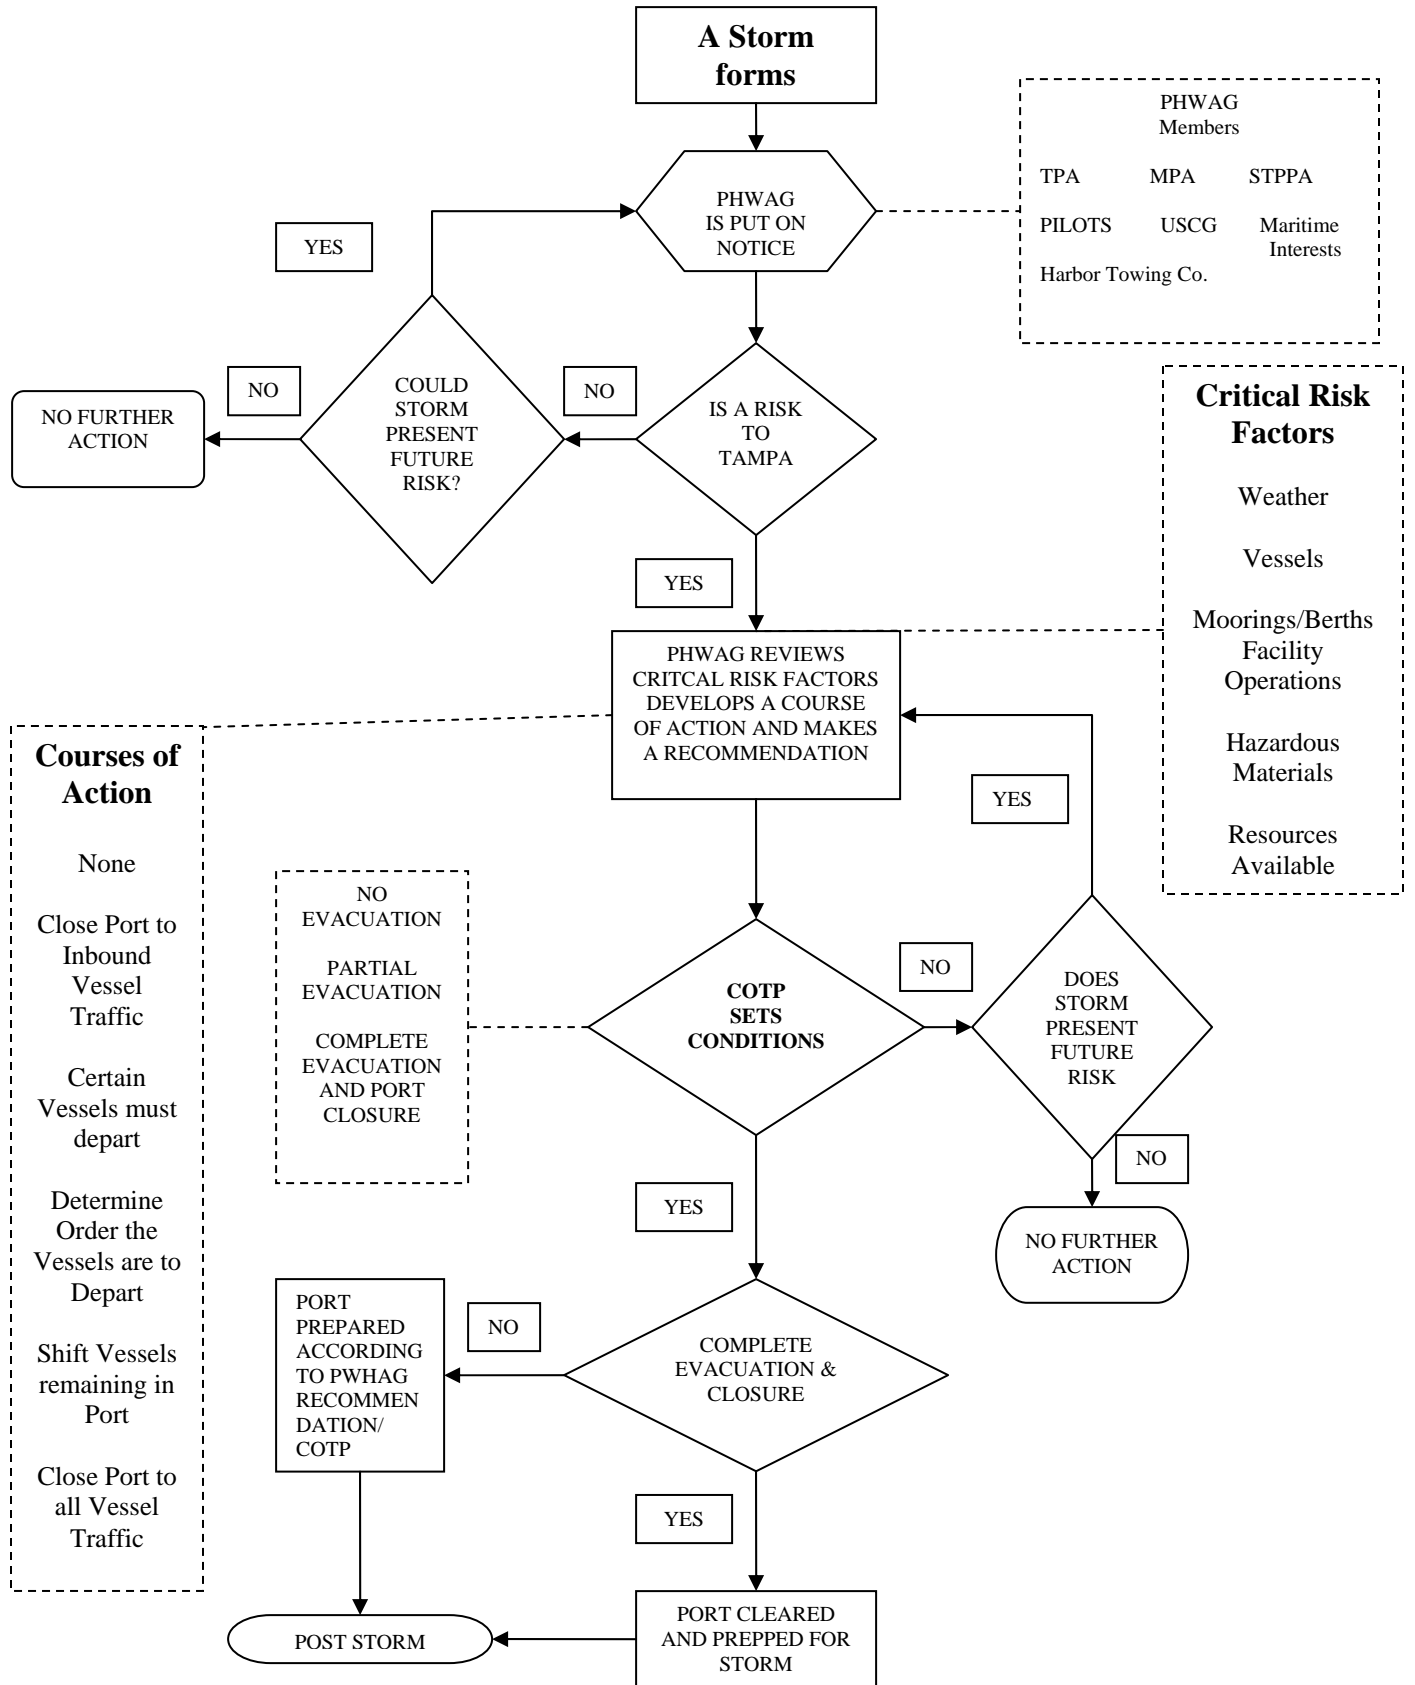 A Storm
forms
PHWAG
Members
TPA MPA STPPA
PILOTS USCG Maritime
Interests
Harbor Towing Co.
PHWAG
IS PUT ON
NOTICE
YES
NO
NO
COULD
STORM
PRESENT
FUTURE
RISK?
NO FURTHER
ACTION
IS A RISK
TO
TAMPA
Critical Risk
Factors
Weather
Vessels
Moorings/Berths
Facility
Operations
Hazardous
Materials
Resources
Available
YES
PHWAG REVIEWS
CRITCAL RISK FACTORS
DEVELOPS A COURSE
OF ACTION AND MAKES
A RECOMMENDATION
Courses of
Action
None
Close Port to
Inbound
Vessel
Traffic
Certain
Vessels must
depart
Determine
Order the
Vessels are to
Depart
Shift Vessels
remaining in
Port
Close Port to
all Vessel
Traffic
YES
NO
EVACUATION
PARTIAL
EVACUATION
COMPLETE
EVACUATION
AND PORT
CLOSURE
COTP
SETS
CONDITIONS
NO
DOES
STORM
PRESENT
FUTURE
RISK
NO
NO FURTHER
ACTION
YES
PORT
PREPARED
ACCORDING
TO PWHAG
RECOMMEN
DATION/
COTP
NO
COMPLETE
EVACUATION &
CLOSURE
YES
POST STORM
PORT CLEARED
AND PREPPED FOR
STORM